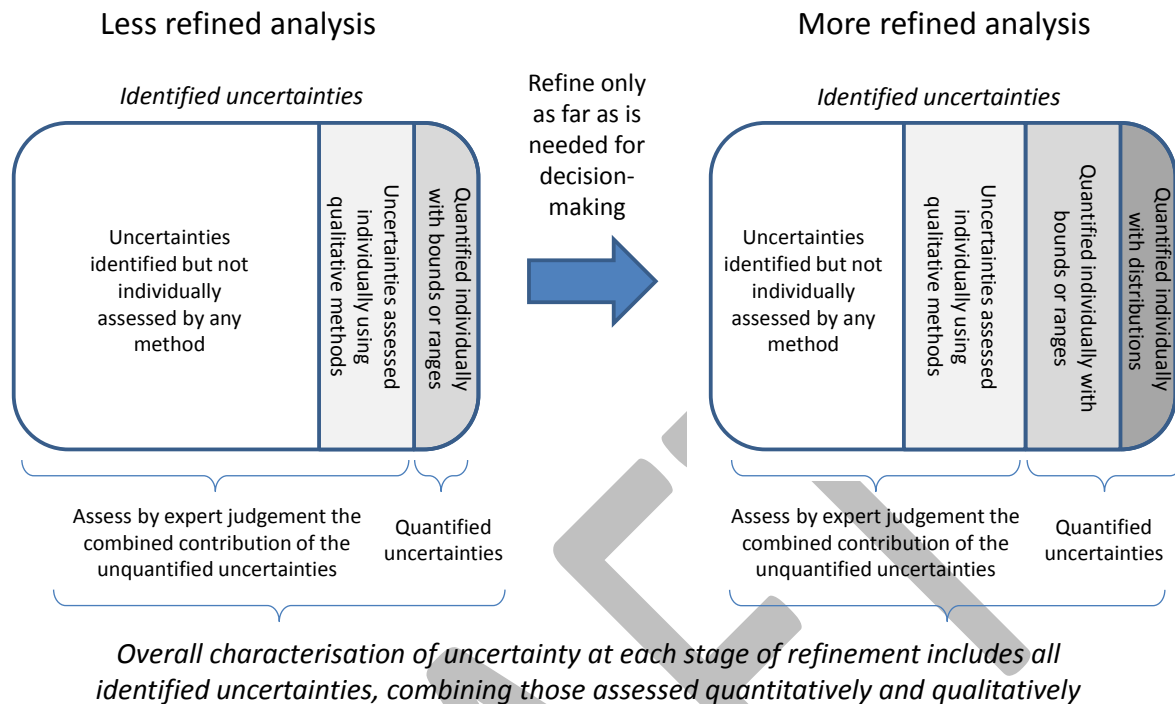 Less refined analysis
Identified uncertainties
Uncertainties
identified but not
individually
assessed by any
method
Uncertainties assessed
individually using
qualitative methods
Quantified individually
with bounds or ranges
Assess by expert judgement the
combined contribution of the
unquantified uncertainties
Quantified
uncertainties
Refine only
as far as is
needed for
decision-
making
More refined analysis
Identified uncertainties
Uncertainties
identified but not
individually
assessed by any
method
Uncertainties assessed
individually using
qualitative methods
Quantified individually with
bounds or ranges
Quantified individually
with distributions
Assess by expert judgement the
combined contribution of the
unquantified uncertainties
Quantified
uncertainties
Overall characterisation of uncertainty at each stage of refinement includes all
identified uncertainties, combining those assessed quantitatively and qualitatively